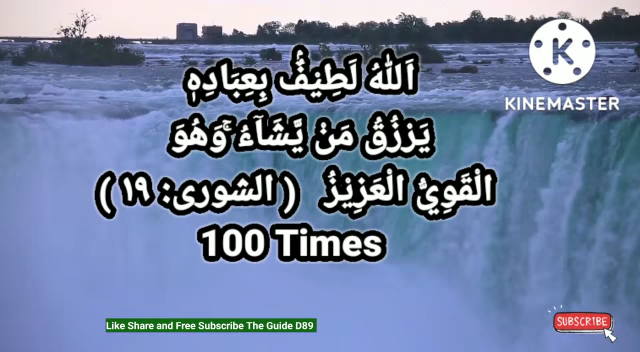 اَللّٰهُ لَطِيْفٌۢ بِعِبَادِهٖ
يَرْزُقُ مَنْ يَّشَآءُ ۚوَهُوَ
الْقَوِيُّ الْعَزِيْزُ ( الشورى: ١٩ )
100 Times
KINEMASTER
Like Share and Free Subscribe The Guide D89
SUBSCRIBE